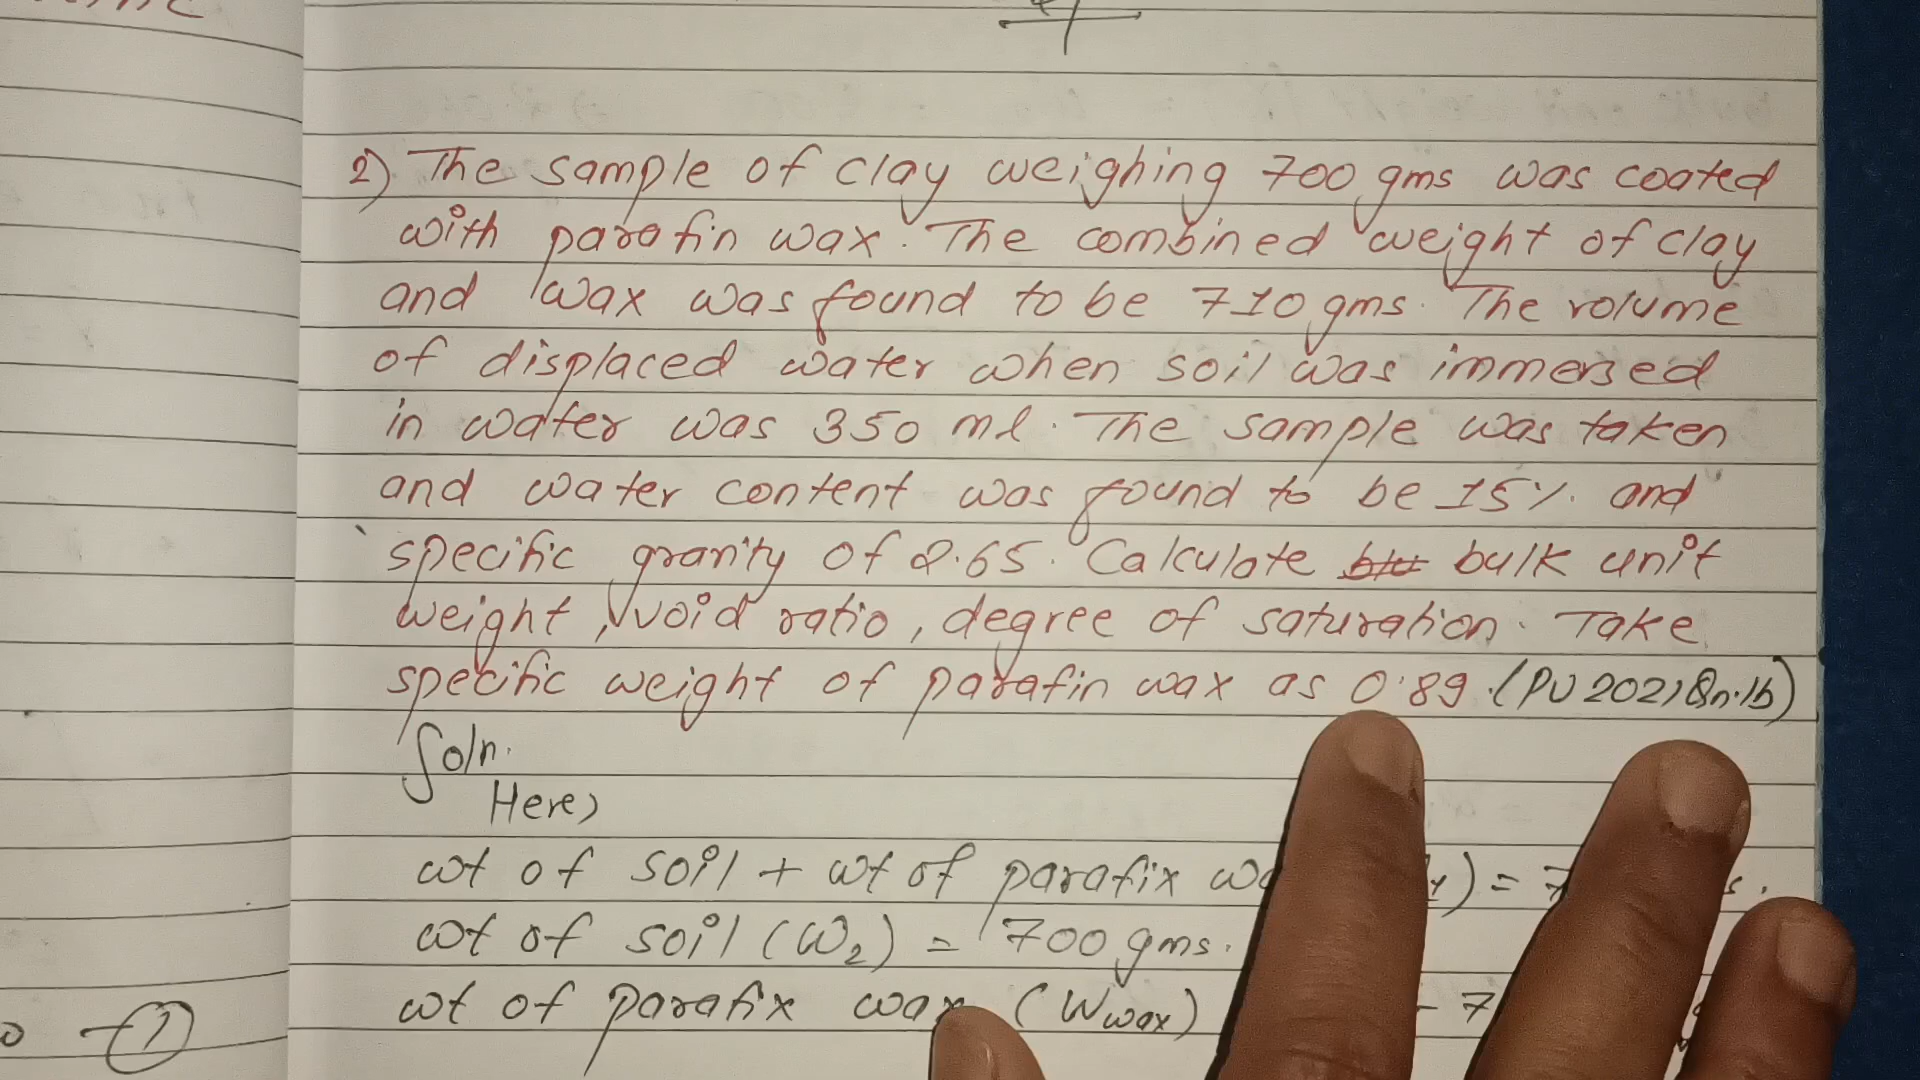 2) The sample of clay weighing 700 gms was coated
with parafin wax. The combined weight of clay
and wax was found to be 710 gms. The volume
of displaced water when soil was immersed
in water was 350 ml. The sample was taken
and water content was found to be 15%. and
specific gravity of 2.65. Calculate bulk unit
weight, void ratio, degree of saturation. Take
specific weight of parafin wax as 0.89. (PU 2021 Qn.1b)
Soln.
Here,
wt of soil + wt of parafix = 7
wt of soil (W2) = 700 gms.
wt of parafix wax (Wwax) - 7
1